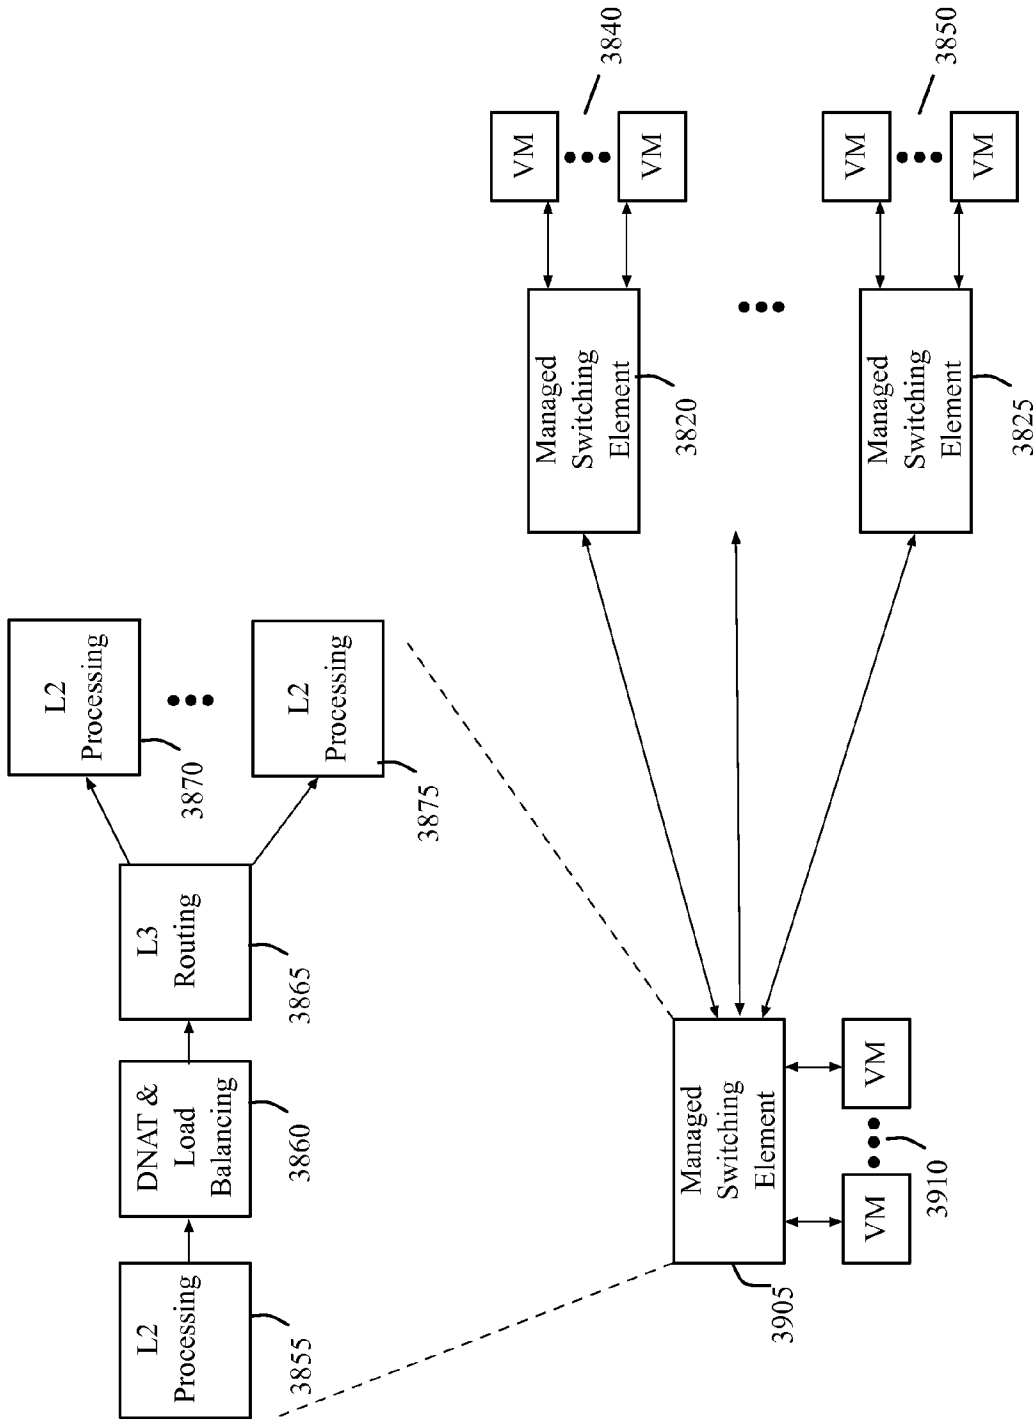 L2
Processing
3855
DNAT &
Load
Balancing
3860
L3
Routing
3865
L2
Processing
3870
L2
Processing
3875
Managed
Switching
Element
3905
VM
VM
3910
Managed
Switching
Element
3820
VM
VM
3840
Managed
Switching
Element
3825
VM
VM
3850